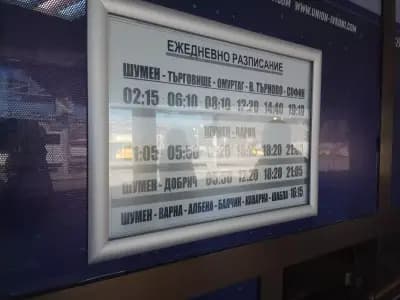 WWW.UNION-IVKONI.COM
ЕЖЕДНЕВНО РАЗПИСАНИЕ
ШУМЕН - ТЪРГОВИЩЕ - ОМУРТАГ - В. ТЪРНОВО - СОФИЯ
02:15 06:10 08:10 12:20 14:40 19:10
ШУМЕН - ВАРНА
05:50 18:20 21:05
ШУМЕН - ДОБРИЧ 12:20 18:20 21:05
ШУМЕН - ВАРНА - АЛБЕНА - БАЛЧИК - КАВАРНА - ШАБЛА 16:15